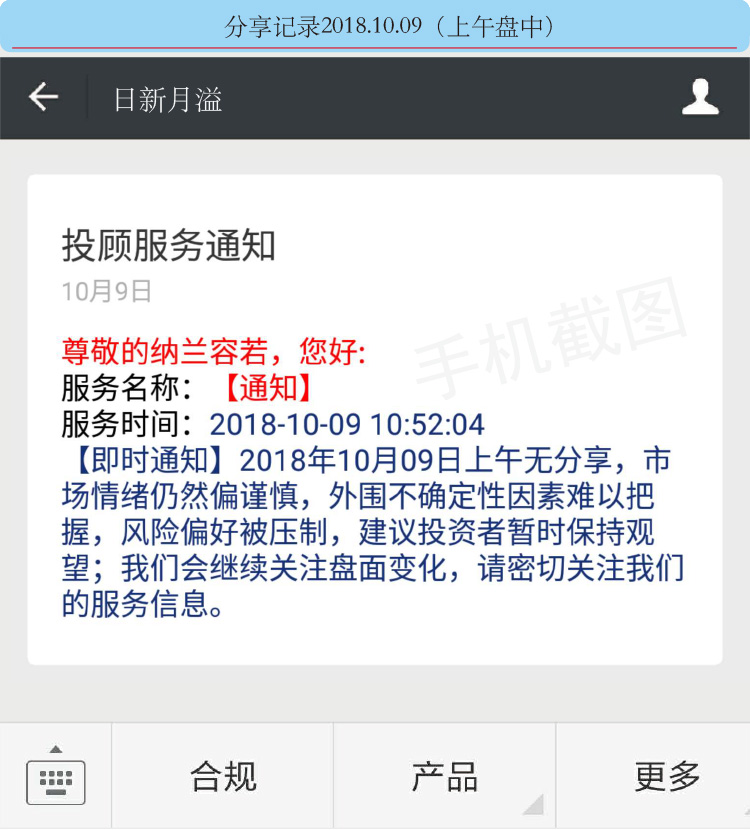 分享记录2018.10.09（上午盘中）
日新月溢
投顾服务通知
10月9日
手机截图
尊敬的纳兰容若，您好:
服务名称：【通知】
服务时间：2018-10-09 10:52:04
【即时通知】2018年10月09日上午无分享，市
场情绪仍然偏谨慎，外围不确定性因素难以把
握，风险偏好被压制，建议投资者暂时保持观
望；我们会继续关注盘面变化，请密切关注我们
的服务信息。
合规
产品
更多